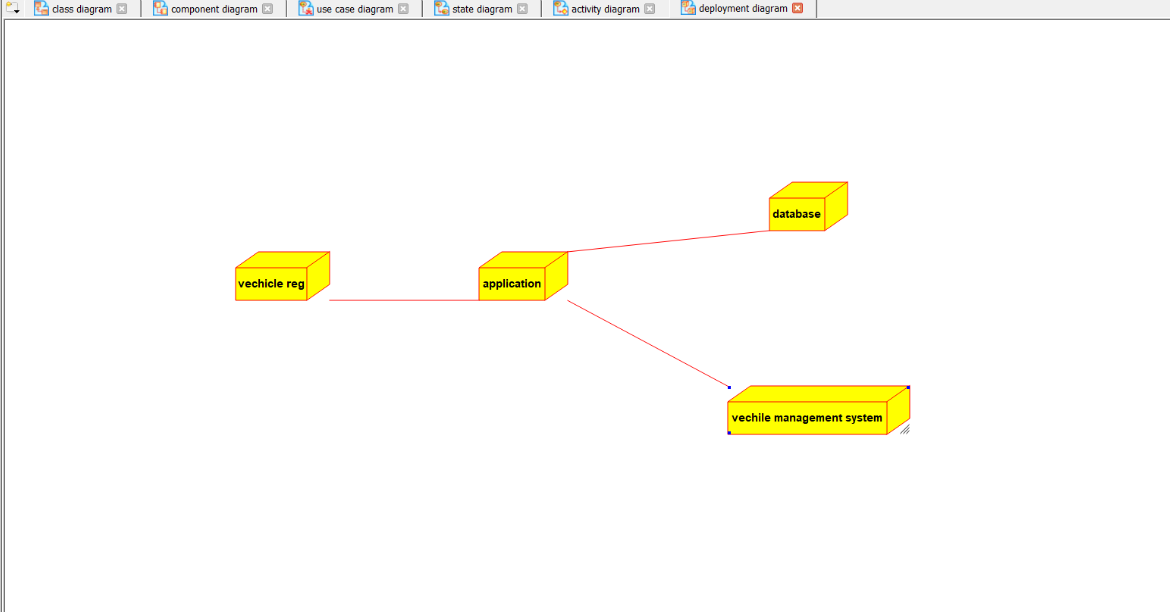 class diagram
component diagram
use case diagram
state diagram
activity diagram
deployment diagram
database
vechicle reg
application
vechile management system